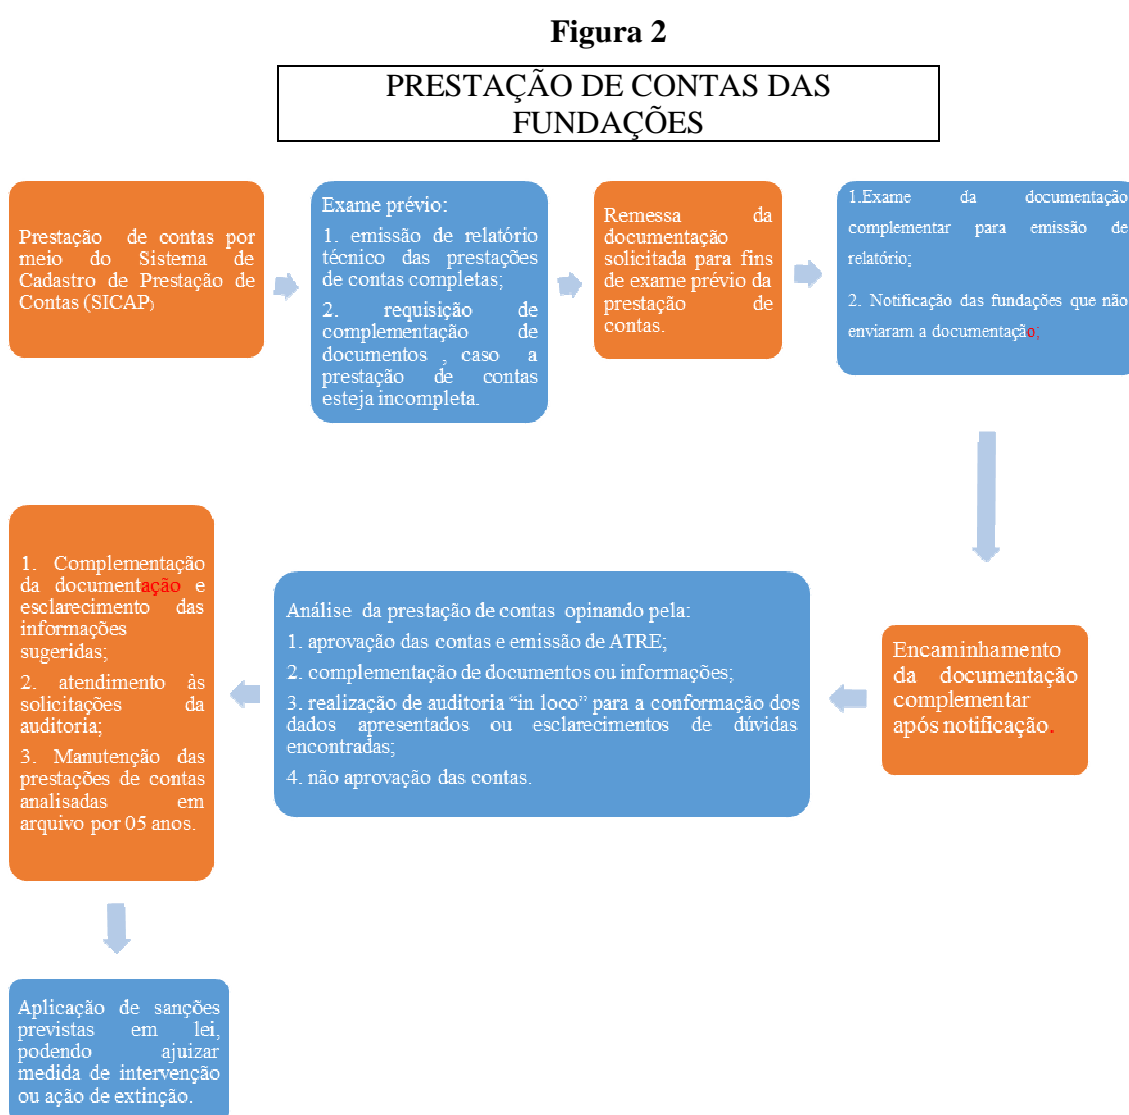 Figura 2
PRESTAÇÃO DE CONTAS DAS
FUNDAÇÕES
Prestação de contas por
meio do Sistema de
Cadastro de Prestação de
Contas (SICAP)
Exame prévio:
1. emissão de relatório
técnico das prestações
de contas completas;
2. requisição de
complementação de
documentos , caso a
prestação de contas
esteja incompleta.
Remessa da
documentação
solicitada para fins
de exame prévio da
prestação de
contas.
1.Exame da documentação
complementar para emissão de
relatório;
2. Notificação das fundações que não
enviaram a documentação;
Encaminhamento
da documentação
complementar
após notificação.
Análise da prestação de contas opinando pela:
1. aprovação das contas e emissão de ATRE;
2. complementação de documentos ou informações;
3. realização de auditoria “in loco” para a conformação dos
dados apresentados ou esclarecimentos de dúvidas
encontradas;
4. não aprovação das contas.
1. Complementação
da documentação e
esclarecimento das
informações
sugeridas;
2. atendimento às
solicitações da
auditoria;
3. Manutenção das
prestações de contas
analisadas em
arquivo por 05 anos.
Aplicação de sanções
previstas em lei,
podendo ajuizar
medida de intervenção
ou ação de extinção.